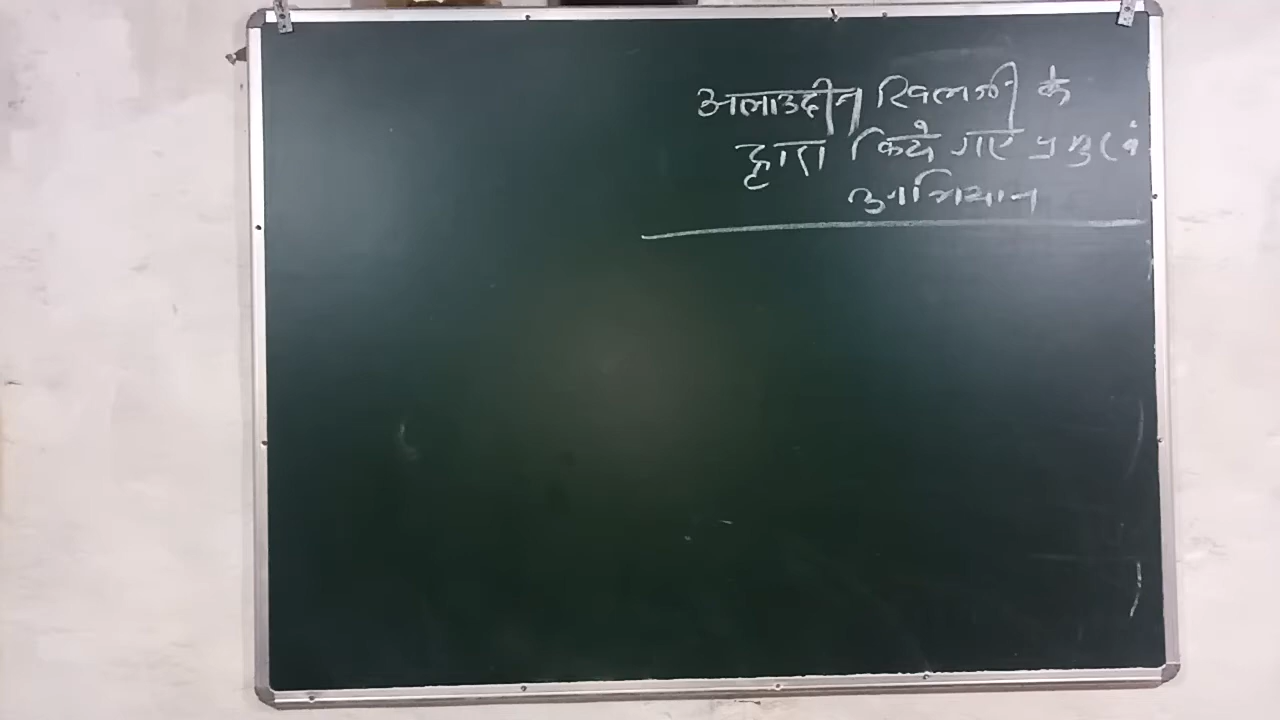 अलाउद्दीन खिलजी के
द्वारा किये गए प्रमुख
अभियान